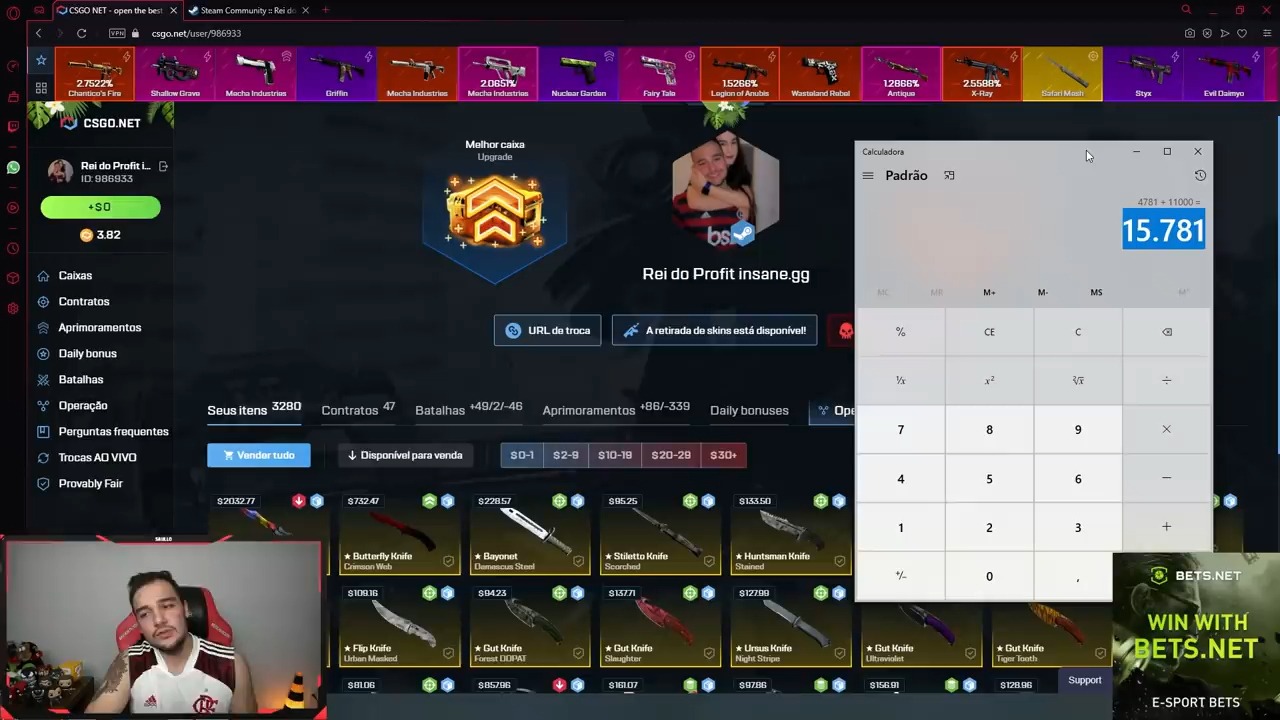 CSGO NET - open the best
Steam Community :: Rei do
VPN
csgo.net/user/986933
2.7522%
Chantico's Fire
Shallow Grave
Mecha Industries
Griffin
Mecha Industries
2.0651%
Mecha Industries
Nuclear Garden
Fairy Tale
1.5266%
Legion of Anubis
Wasteland Rebel
1.2866%
Antique
2.5598%
X-Ray
Safari Mesh
Styx
Evil Daimyo
CSGO.NET
Rei do Profit i...
ID: 986933
+$0
3.82
Caixas
Contratos
Aprimoramentos
Daily bonus
Batalhas
Operação
Perguntas frequentes
Trocas AO VIVO
Provably Fair
Melhor caixa
Upgrade
Rei do Profit insane.gg
URL de troca
A retirada de skins está disponível!
Seus itens 3280
Contratos 47
Batalhas +49/2/-46
Aprimoramentos +86/-339
Daily bonuses
Ope
Vender tudo
Disponível para venda
$0-1
$2-9
$10-19
$20-29
$30+
$2032.77
$732.47
★ Butterfly Knife
Crimson Web
$228.57
★ Bayonet
Damascus Steel
$95.25
★ Stiletto Knife
Scorched
$133.50
★ Huntsman Knife
Stained
$109.16
★ Flip Knife
Urban Masked
$94.23
★ Gut Knife
Forest DDPAT
$137.71
★ Gut Knife
Slaughter
$127.99
★ Ursus Knife
Night Stripe
★ Gut Knife
Ultraviolet
★ Gut Knife
Tiger Tooth
$81.06
$857.96
$161.07
$97.86
$156.91
$128.96
Support
Calculadora
Padrão
4781 + 11000 =
15.781
MC
MR
M+
M-
MS
M˅
%
CE
C
⌫
¹/x
x²
²√x
÷
7
8
9
×
4
5
6
−
1
2
3
+
+/−
0
,
SAULLO
BETS.NET
WIN WITH
BETS.NET
E-SPORT BETS